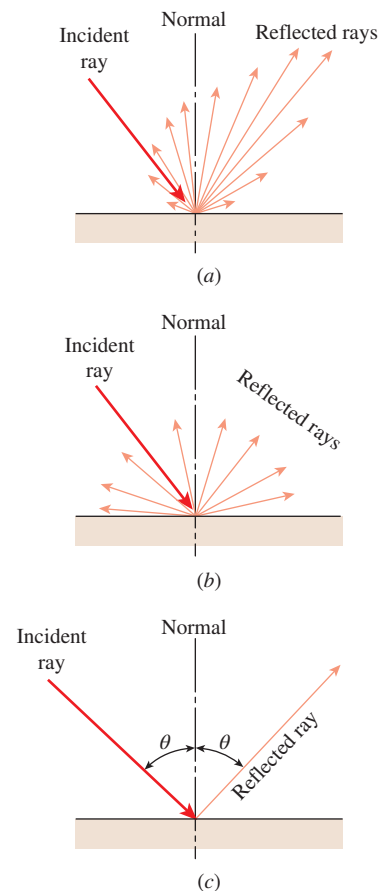 Normal
Incident
ray
Reflected rays
(a)
Normal
Incident
ray
Reflected rays
(b)
Normal
Incident
ray
θ
θ
Reflected ray
(c)